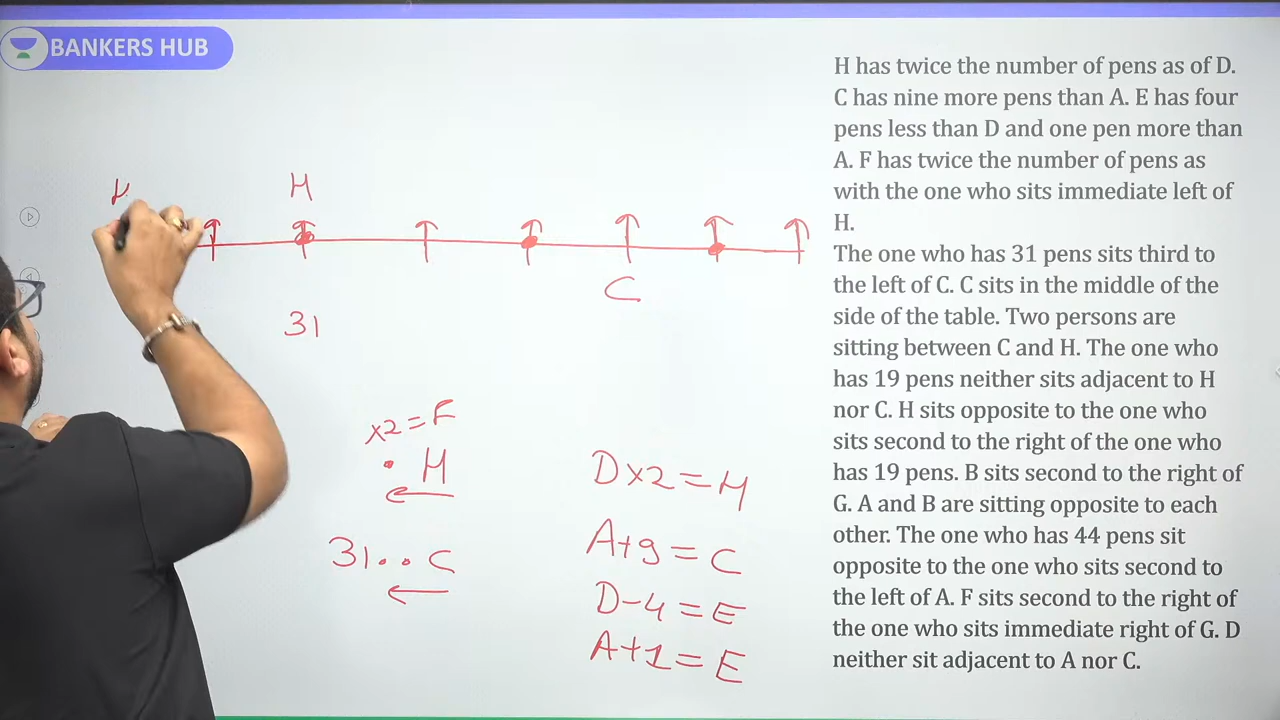 BANKERS HUB
H has twice the number of pens as of D.
C has nine more pens than A. E has four
pens less than D and one pen more than
A. F has twice the number of pens as
with the one who sits immediate left of
H.
The one who has 31 pens sits third to
the left of C. C sits in the middle of the
side of the table. Two persons are
sitting between C and H. The one who
has 19 pens neither sits adjacent to H
nor C. H sits opposite to the one who
sits second to the right of the one who
has 19 pens. B sits second to the right of
G. A and B are sitting opposite to each
other. The one who has 44 pens sit
opposite to the one who sits second to
the left of A. F sits second to the right of
the one who sits immediate right of G. D
neither sit adjacent to A nor C.
H
C
31
x2=F
• H
31 • • C
Dx2=H
A+9=C
D-4=E
A+1=E